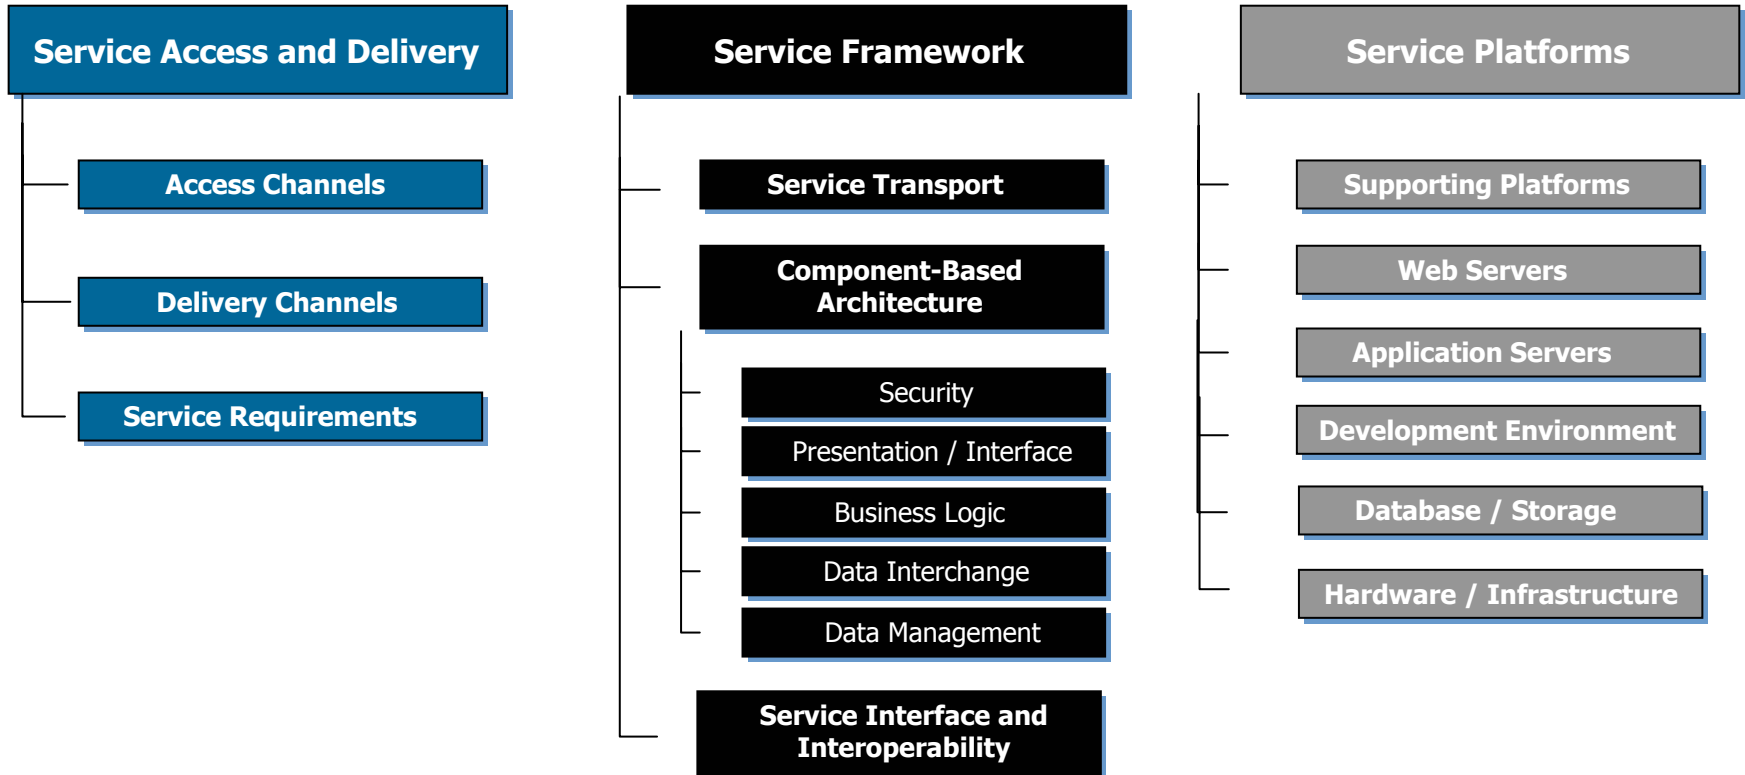 Service Access and Delivery
Access Channels
Delivery Channels
Service Requirements
Service Framework
Service Transport
Component-Based
Architecture
Security
Presentation / Interface
Business Logic
Data Interchange
Data Management
Service Interface and
Interoperability
Service Platforms
Supporting Platforms
Web Servers
Application Servers
Development Environment
Database / Storage
Hardware / Infrastructure